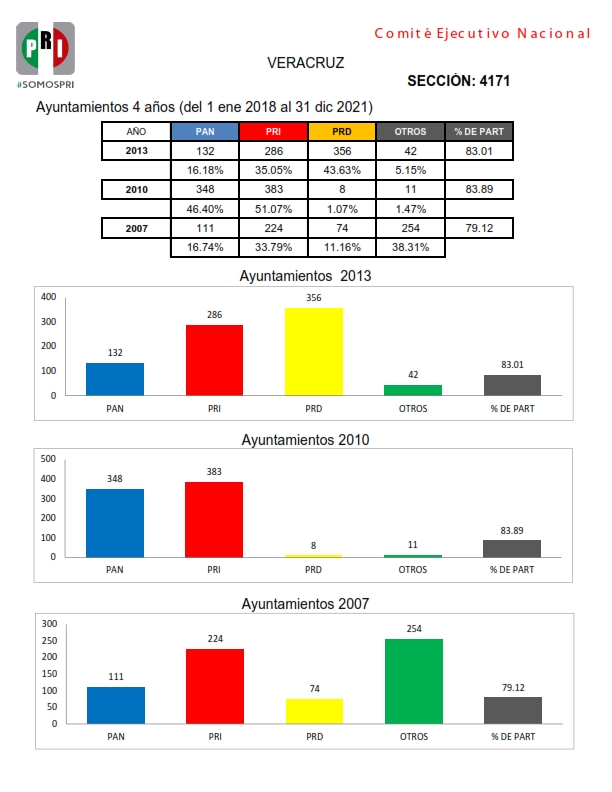 PRI
#SOMOSPRI
Comité Ejecutivo Nacional
VERACRUZ
SECCIÓN: 4171
Ayuntamientos 4 años (del 1 ene 2018 al 31 dic 2021)
AÑO PAN PRI PRD OTROS % DE PART
2013 132 286 356 42 83.01
16.18% 35.05% 43.63% 5.15%
2010 348 383 8 11 83.89
46.40% 51.07% 1.07% 1.47%
2007 111 224 74 254 79.12
16.74% 33.79% 11.16% 38.31%
Ayuntamientos 2013
400
300
200
100
0
132 286 356 42 83.01
PAN PRI PRD OTROS % DE PART
Ayuntamientos 2010
500
400
300
200
100
0
348 383 8 11 83.89
PAN PRI PRD OTROS % DE PART
Ayuntamientos 2007
300
250
200
150
100
50
0
111 224 74 254 79.12
PAN PRI PRD OTROS % DE PART